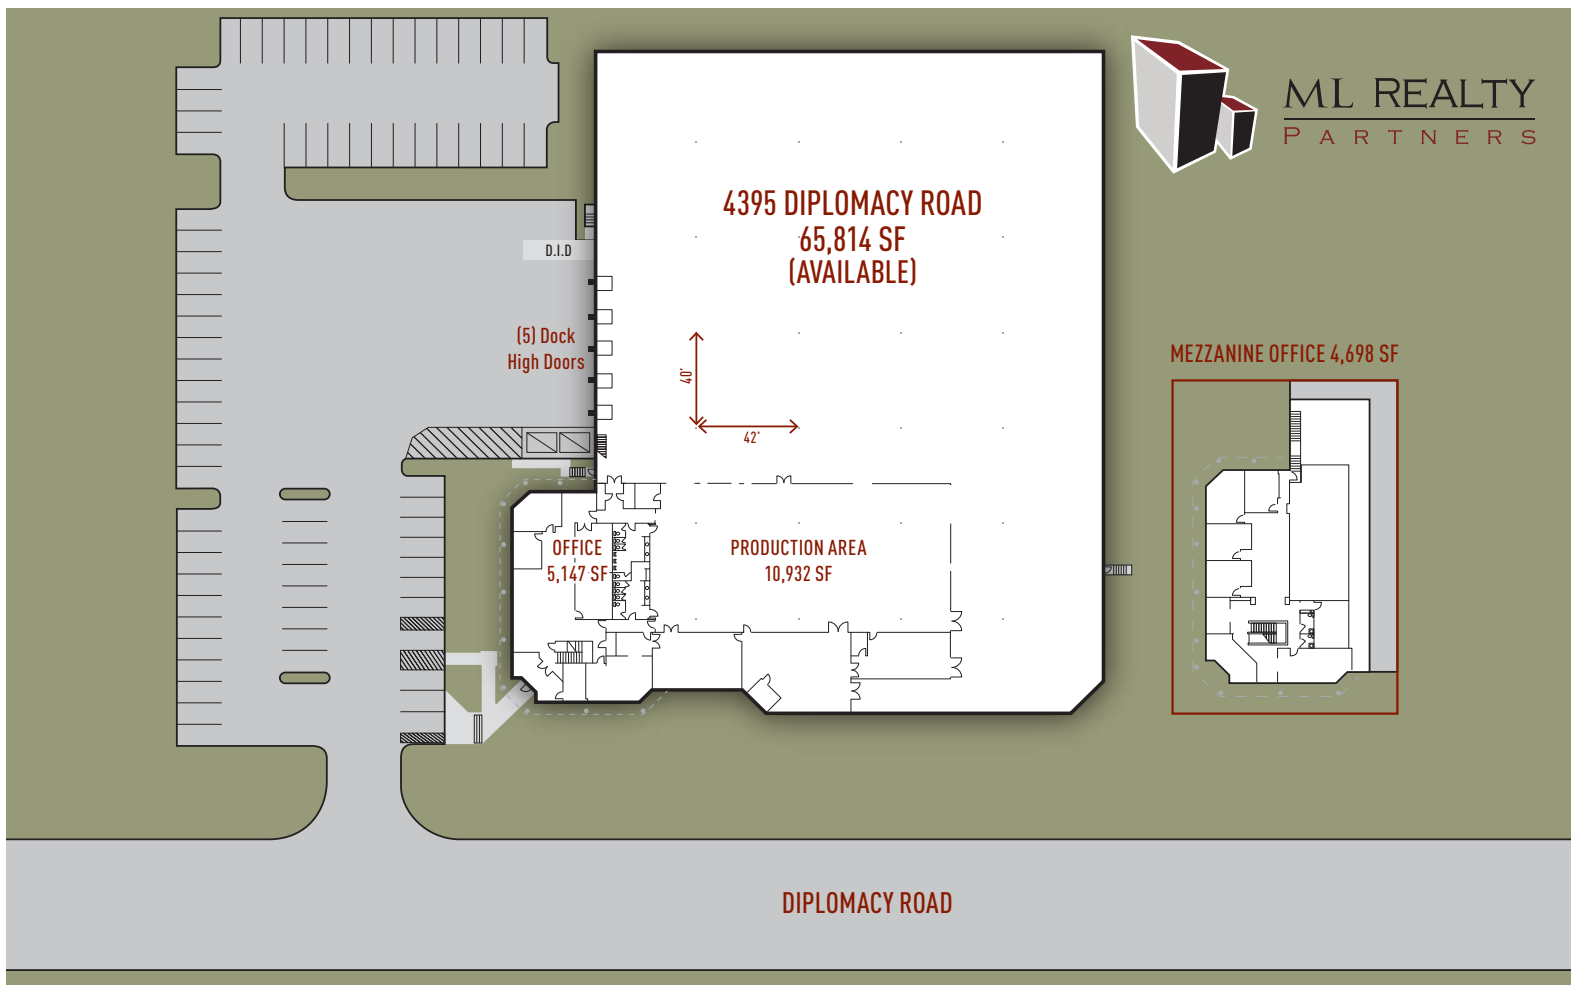 ML REALTY
PARTNERS
4395 DIPLOMACY ROAD
65,814 SF
(AVAILABLE)
D.I.D
(5) Dock
High Doors
40'
42'
MEZZANINE OFFICE 4,698 SF
OFFICE
5,147 SF
PRODUCTION AREA
10,932 SF
DIPLOMACY ROAD